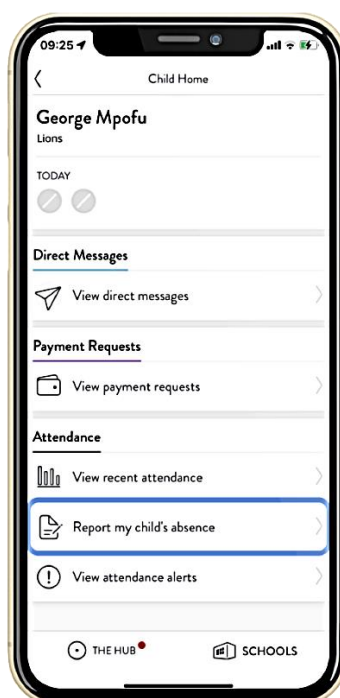 09:25
Child Home
George Mpofu
Lions
TODAY
Direct Messages
View direct messages
Payment Requests
View payment requests
Attendance
View recent attendance
Report my child's absence
View attendance alerts
THE HUB
SCHOOLS